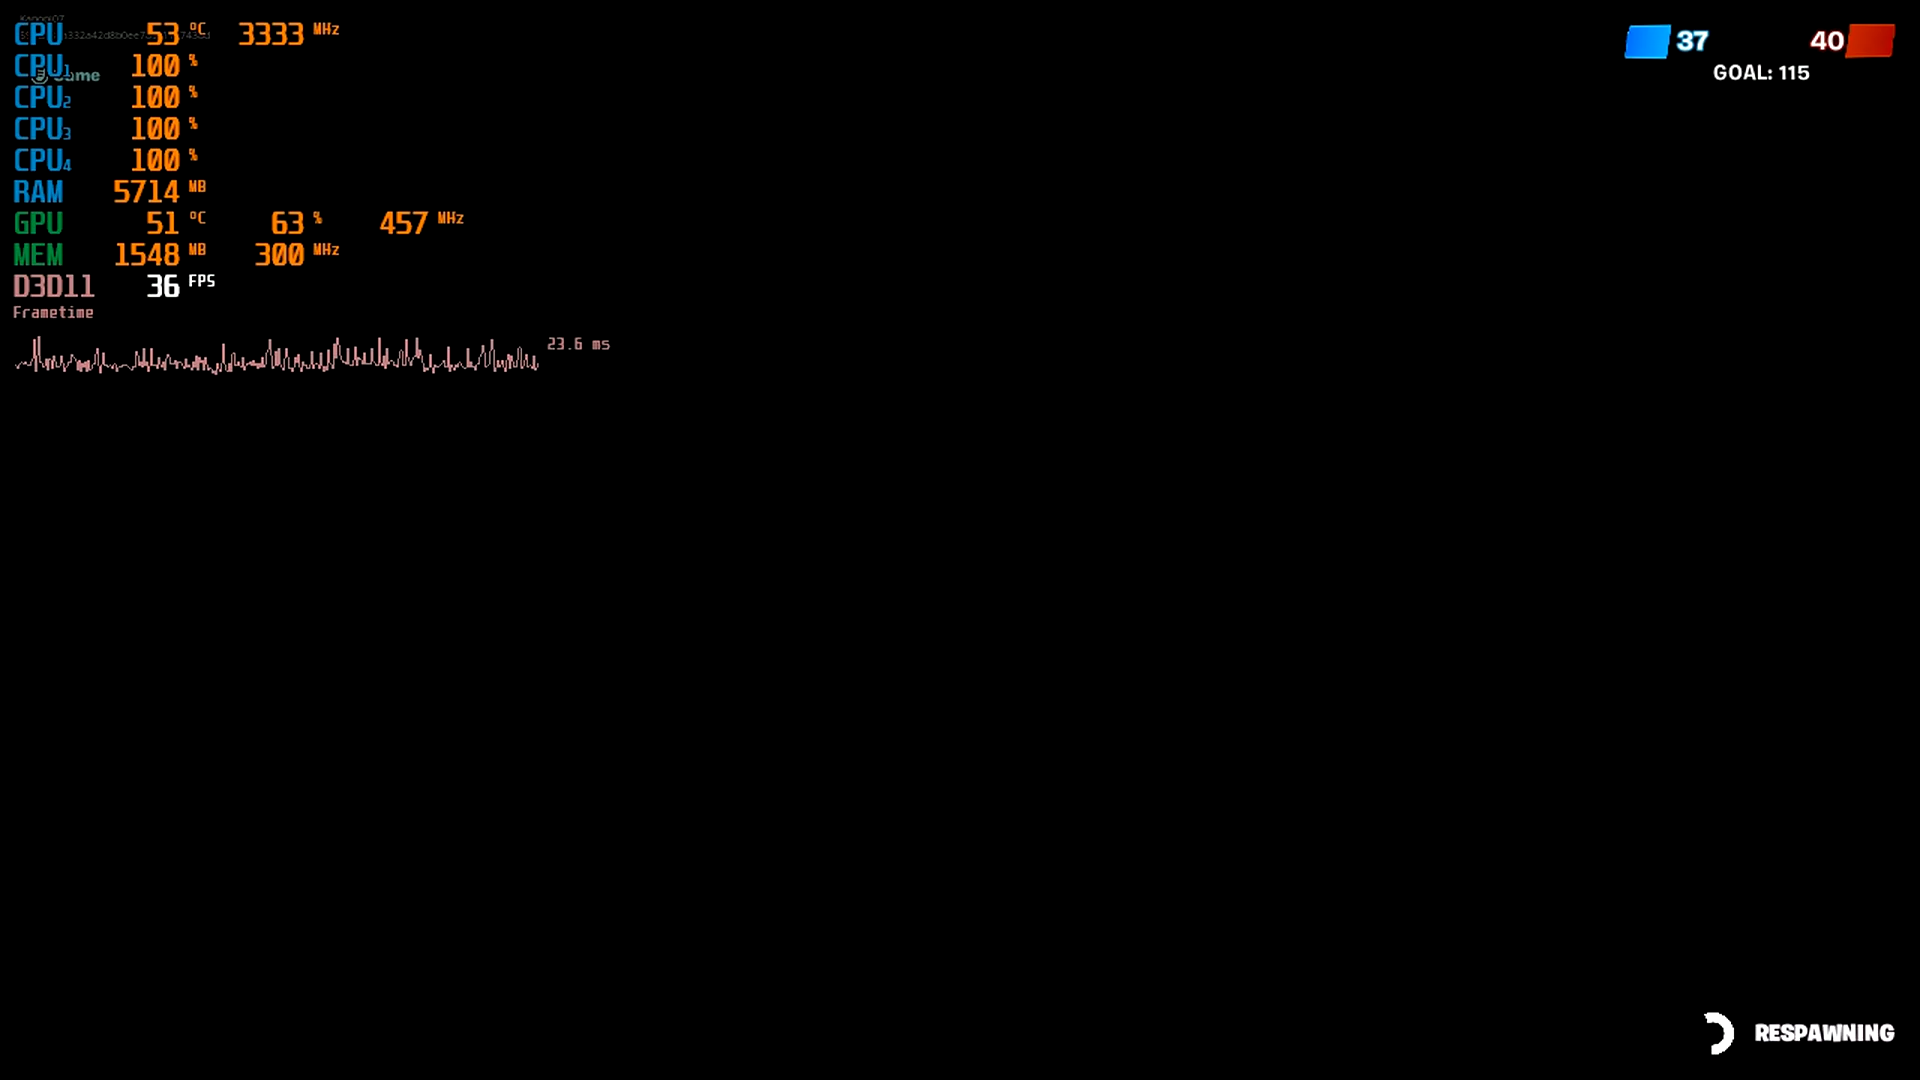 CPU 53 °C 3333 MHz
CPU1 100 %
CPU2 100 %
CPU3 100 %
CPU4 100 %
RAM 5714 MB
GPU 51 °C 63 % 457 MHz
MEM 1548 MB 300 MHz
D3D11 36 FPS
Frametime
23.6 ms
37 40
GOAL: 115
RESPAWNING